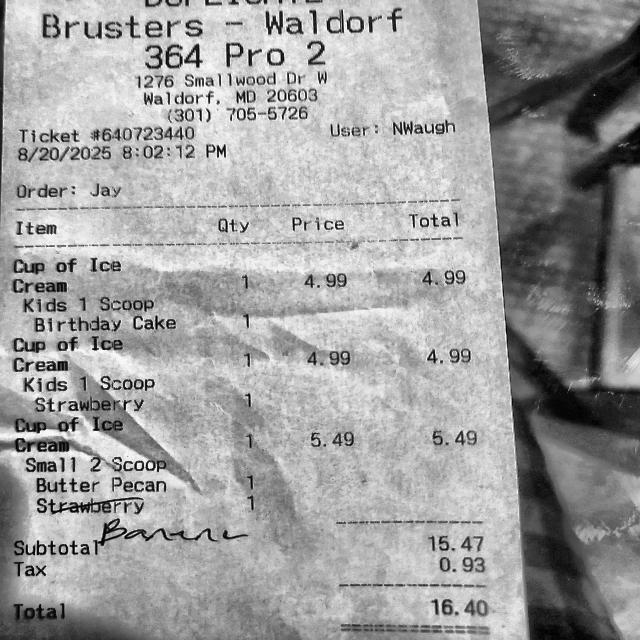 DUPLICATE
Brusters - Waldorf
364 Pro 2
1276 Smallwood Dr W
Waldorf, MD 20603
(301) 705-5726
Ticket #640723440 User: NWaugh
8/20/2025 8:02:12 PM
Order: Jay
Item Qty Price Total
Cup of Ice
Cream 1 4.99 4.99
Kids 1 Scoop
Birthday Cake 1
Cup of Ice
Cream 1 4.99 4.99
Kids 1 Scoop
Strawberry 1
Cup of Ice
Cream 1 5.49 5.49
Small 2 Scoop
Butter Pecan 1
Strawberry 1
Subtotal 15.47
Tax 0.93
Total 16.40